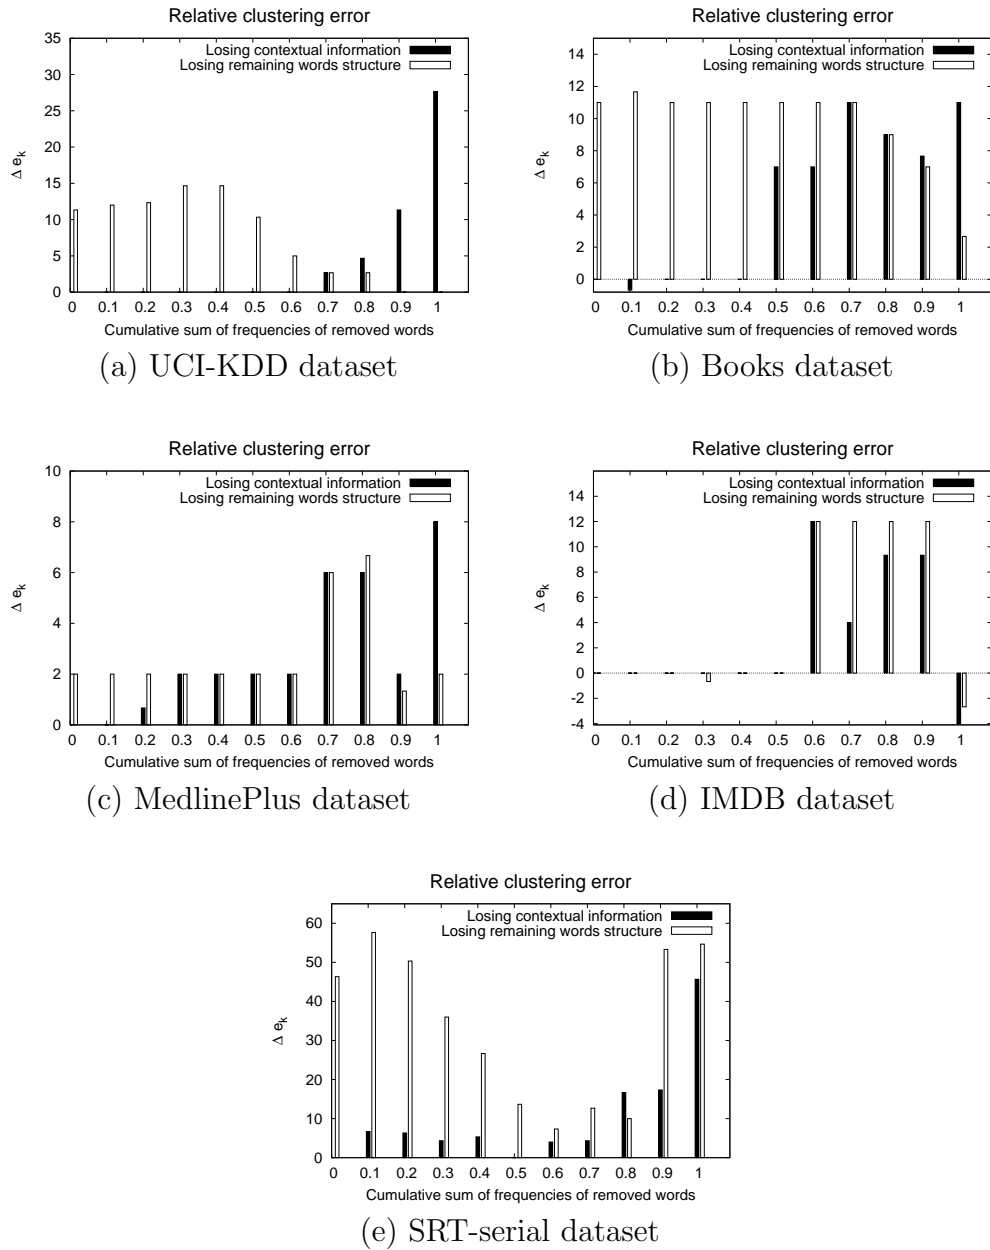 Relative clustering error
35
30
25
20
15
10
5
0
Δ e_k
Losing contextual information
Losing remaining words structure
0 0.1 0.2 0.3 0.4 0.5 0.6 0.7 0.8 0.9 1
Cumulative sum of frequencies of removed words
(a) UCI-KDD dataset
Relative clustering error
14
12
10
8
6
4
2
0
Δ e_k
Losing contextual information
Losing remaining words structure
0 0.1 0.2 0.3 0.4 0.5 0.6 0.7 0.8 0.9 1
Cumulative sum of frequencies of removed words
(b) Books dataset
Relative clustering error
10
8
6
4
2
0
Δ e_k
Losing contextual information
Losing remaining words structure
0 0.1 0.2 0.3 0.4 0.5 0.6 0.7 0.8 0.9 1
Cumulative sum of frequencies of removed words
(c) MedlinePlus dataset
Relative clustering error
16
14
12
10
8
6
4
2
0
-2
-4
Δ e_k
Losing contextual information
Losing remaining words structure
0 0.1 0.2 0.3 0.4 0.5 0.6 0.7 0.8 0.9 1
Cumulative sum of frequencies of removed words
(d) IMDB dataset
Relative clustering error
60
50
40
30
20
10
0
Δ e_k
Losing contextual information
Losing remaining words structure
0 0.1 0.2 0.3 0.4 0.5 0.6 0.7 0.8 0.9 1
Cumulative sum of frequencies of removed words
(e) SRT-serial dataset